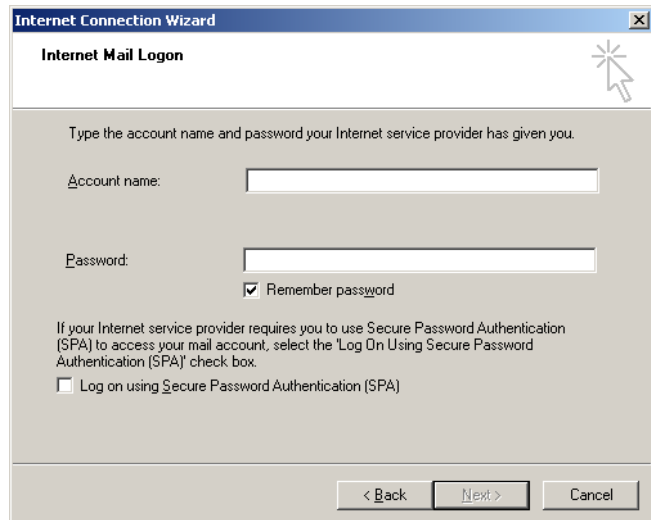 Internet Connection Wizard
Internet Mail Logon
Type the account name and password your Internet service provider has given you.
Account name:
Password:
Remember password
If your Internet service provider requires you to use Secure Password Authentication
(SPA) to access your mail account, select the 'Log On Using Secure Password
Authentication (SPA)' check box.
Log on using Secure Password Authentication (SPA)
< Back Next > Cancel